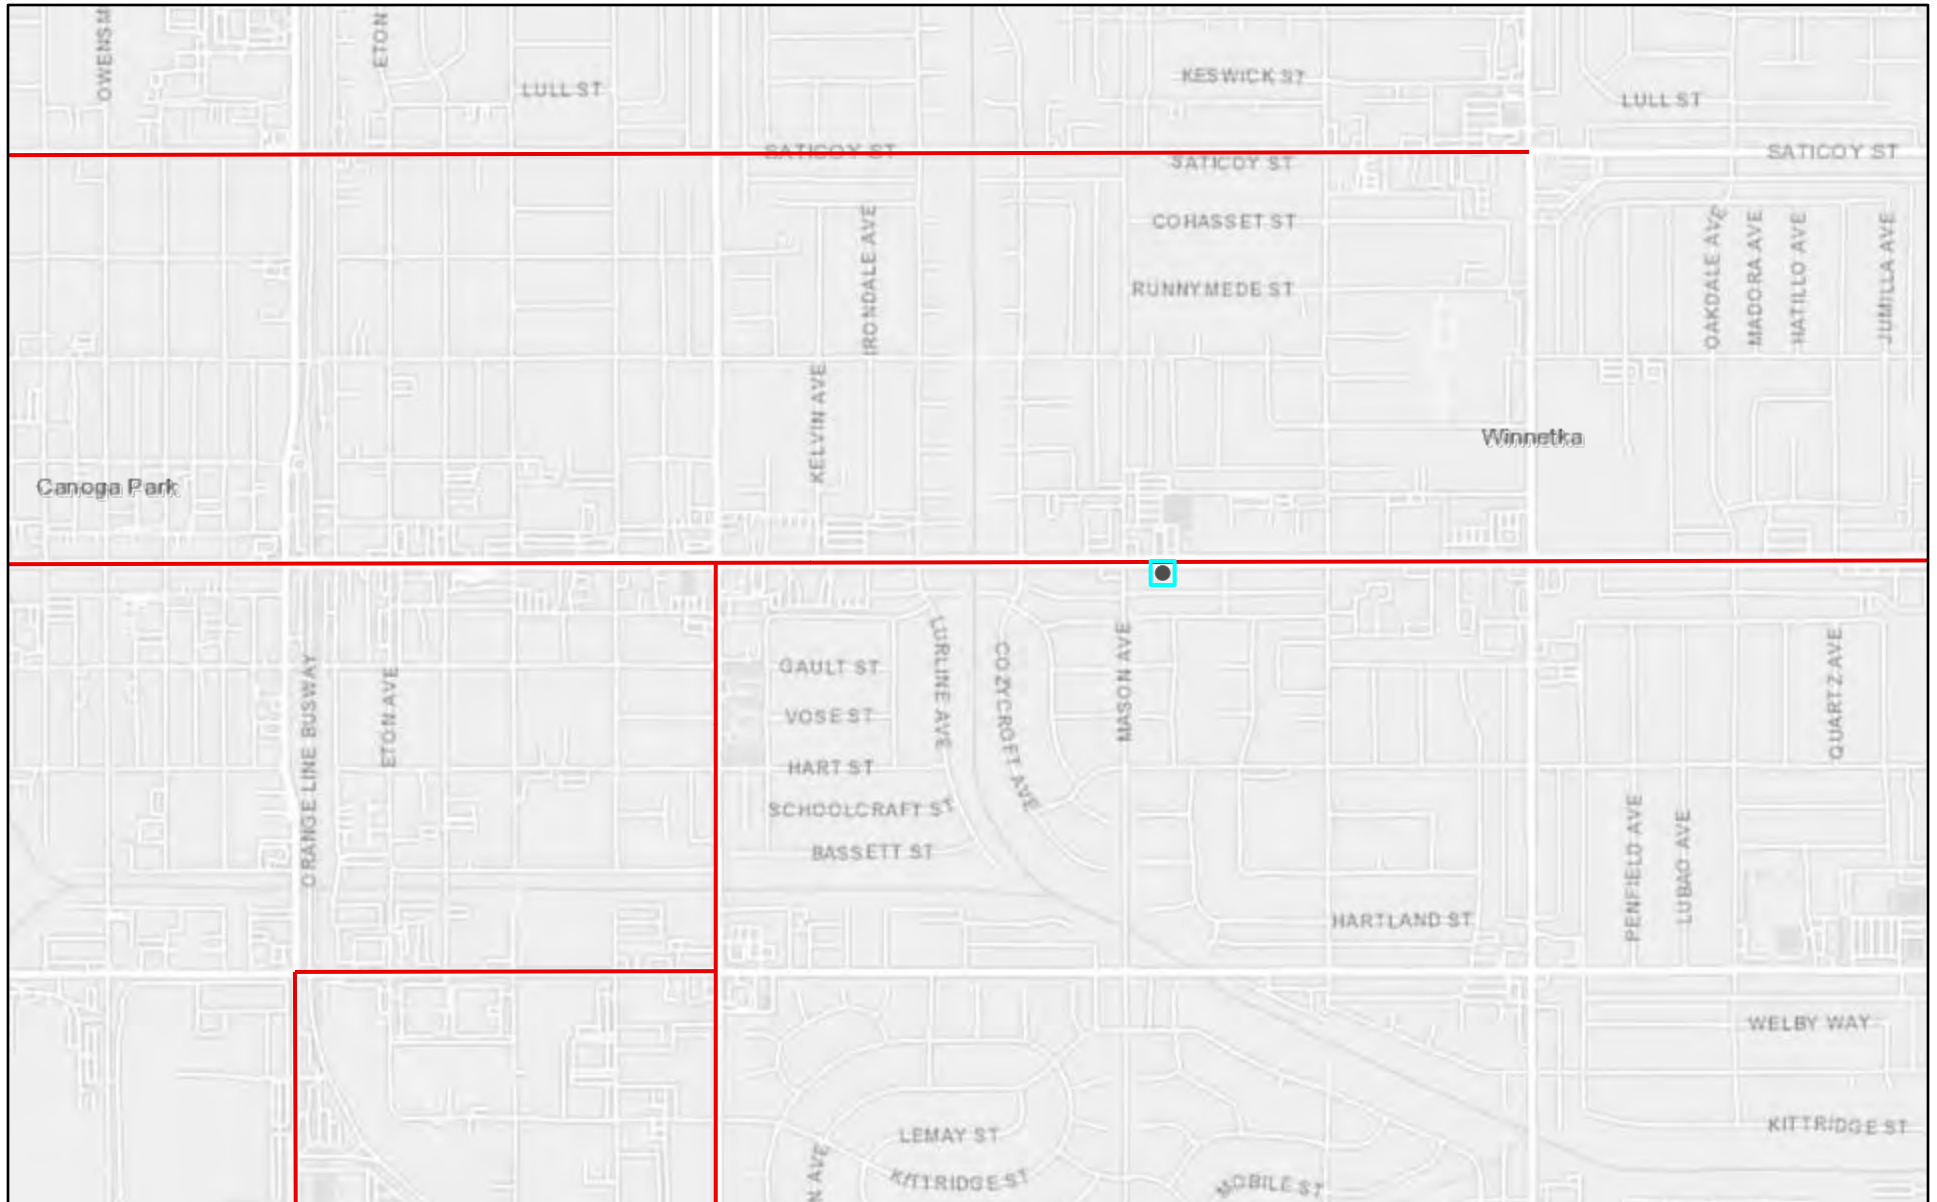 OWENSM
ETON
LULL ST
KESWICK ST
LULL ST
SATICOY ST
SATICOY ST
SATICOY ST
COHASSET ST
IRONDALE AVE
RUNNYMEDE ST
OAKDALE AVE
MADORA AVE
HATILLO AVE
JUMILLA AVE
KELVIN AVE
Winnetka
Canoga Park
ORANGE LINE BUSWAY
ETON AVE
GAULT ST
VOSE ST
HART ST
SCHOOLCRAFT ST
BASSETT ST
LURLINE AVE
COZYCROFT AVE
MASON AVE
QUARTZ AVE
PENFIELD AVE
LUBAO AVE
HARTLAND ST
WELBY WAY
KITTRIDGE ST
LEMAY ST
KITTRIDGE ST
N AVE
MOBILE ST